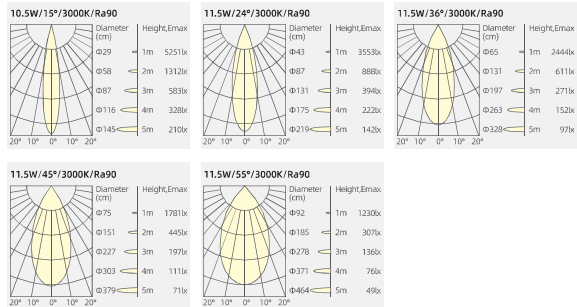 10.5W/15°/3000K/Ra90
Diameter (cm) Height,Emax
Φ29 1m 5251lx
Φ58 2m 1312lx
Φ87 3m 583lx
Φ116 4m 328lx
Φ145 5m 210lx
20° 10° 0° 10° 20°
11.5W/24°/3000K/Ra90
Diameter (cm) Height,Emax
Φ43 1m 3553lx
Φ87 2m 888lx
Φ131 3m 394lx
Φ175 4m 222lx
Φ219 5m 142lx
20° 10° 0° 10° 20°
11.5W/36°/3000K/Ra90
Diameter (cm) Height,Emax
Φ65 1m 2444lx
Φ131 2m 611lx
Φ197 3m 271lx
Φ263 4m 152lx
Φ328 5m 97lx
20° 10° 0° 10° 20°
11.5W/45°/3000K/Ra90
Diameter (cm) Height,Emax
Φ75 1m 1781lx
Φ151 2m 445lx
Φ227 3m 197lx
Φ303 4m 111lx
Φ379 5m 71lx
20° 10° 0° 10° 20°
11.5W/55°/3000K/Ra90
Diameter (cm) Height,Emax
Φ92 1m 1230lx
Φ185 2m 307lx
Φ278 3m 136lx
Φ371 4m 76lx
Φ464 5m 49lx
20° 10° 0° 10° 20°